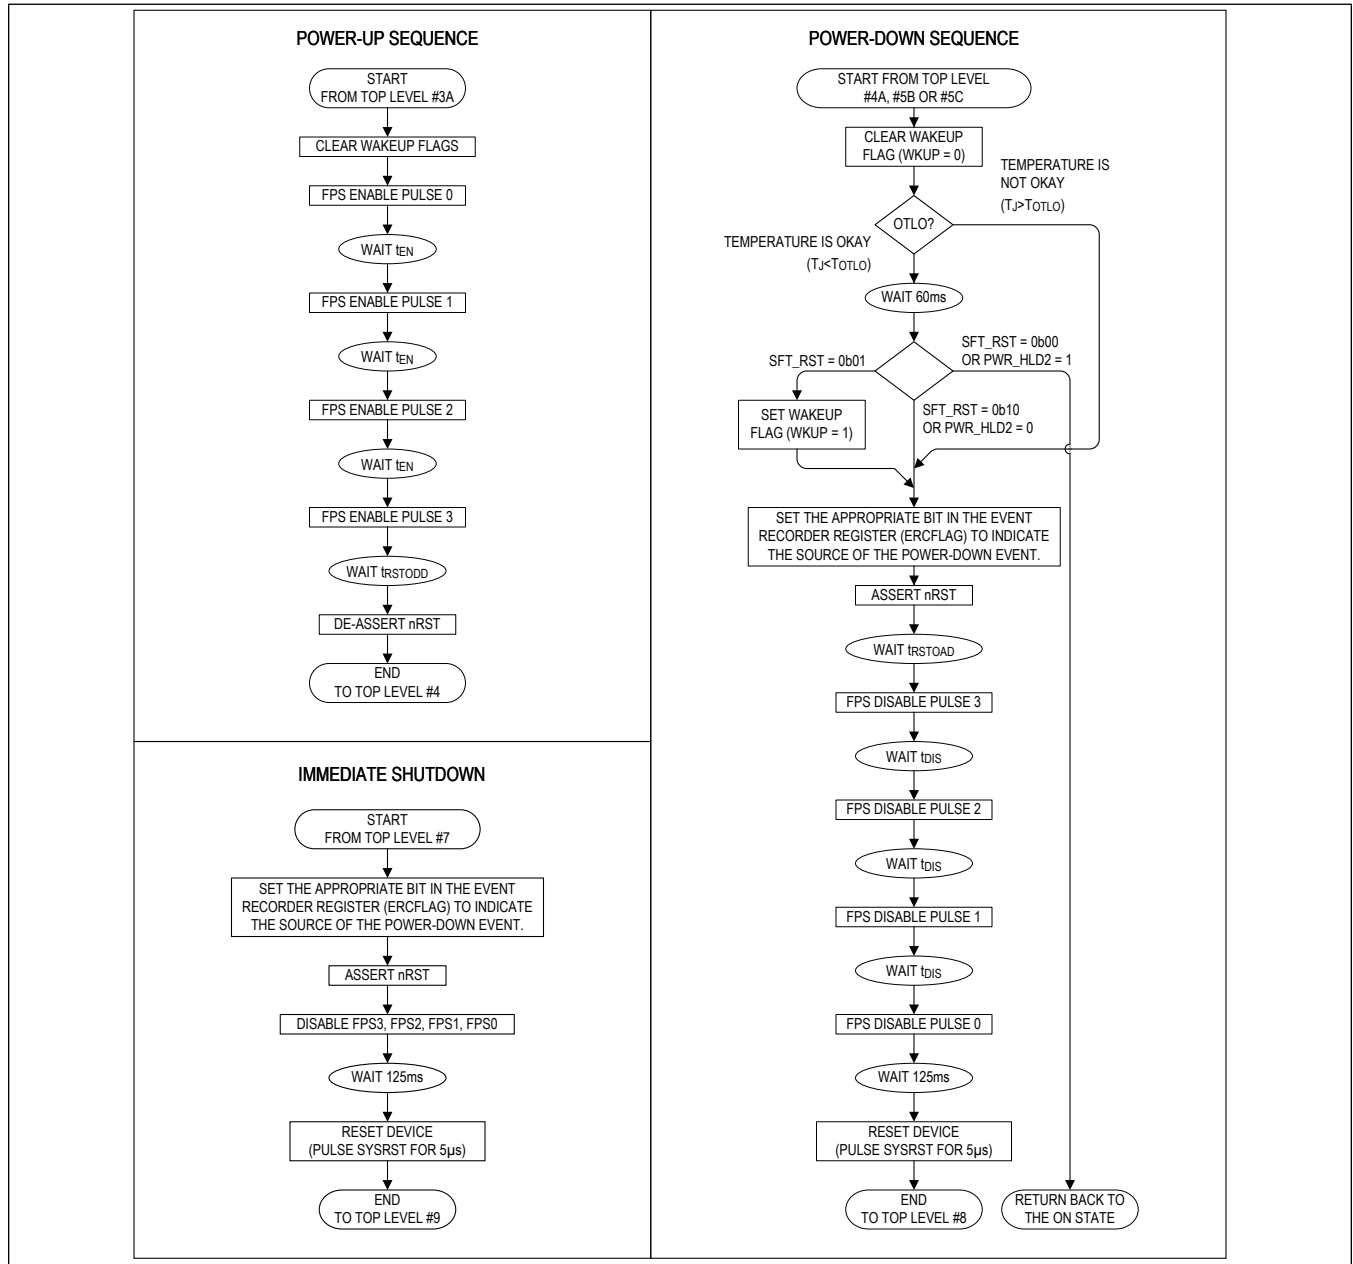 POWER-UP SEQUENCE
START
FROM TOP LEVEL #3A
CLEAR WAKEUP FLAGS
FPS ENABLE PULSE 0
WAIT tEN
FPS ENABLE PULSE 1
WAIT tEN
FPS ENABLE PULSE 2
WAIT tEN
FPS ENABLE PULSE 3
WAIT tRSTODD
DE-ASSERT nRST
END
TO TOP LEVEL #4
IMMEDIATE SHUTDOWN
START
FROM TOP LEVEL #7
SET THE APPROPRIATE BIT IN THE EVENT
RECORDER REGISTER (ERCFLAG) TO INDICATE
THE SOURCE OF THE POWER-DOWN EVENT.
ASSERT nRST
DISABLE FPS3, FPS2, FPS1, FPS0
WAIT 125ms
RESET DEVICE
(PULSE SYSRST FOR 5µs)
END
TO TOP LEVEL #9
POWER-DOWN SEQUENCE
START FROM TOP LEVEL
#4A, #5B OR #5C
CLEAR WAKEUP
FLAG (WKUP = 0)
TEMPERATURE IS
NOT OKAY
(TJ>TOTLO)
OTLO?
TEMPERATURE IS OKAY
(TJ<TOTLO)
WAIT 60ms
SFT_RST = 0b01
SFT_RST = 0b00
OR PWR_HLD2 = 1
SET WAKEUP
FLAG (WKUP = 1)
SFT_RST = 0b10
OR PWR_HLD2 = 0
SET THE APPROPRIATE BIT IN THE EVENT
RECORDER REGISTER (ERCFLAG) TO INDICATE
THE SOURCE OF THE POWER-DOWN EVENT.
ASSERT nRST
WAIT tRSTOAD
FPS DISABLE PULSE 3
WAIT tDIS
FPS DISABLE PULSE 2
WAIT tDIS
FPS DISABLE PULSE 1
WAIT tDIS
FPS DISABLE PULSE 0
WAIT 125ms
RESET DEVICE
(PULSE SYSRST FOR 5µs)
END
TO TOP LEVEL #8
RETURN BACK TO
THE ON STATE